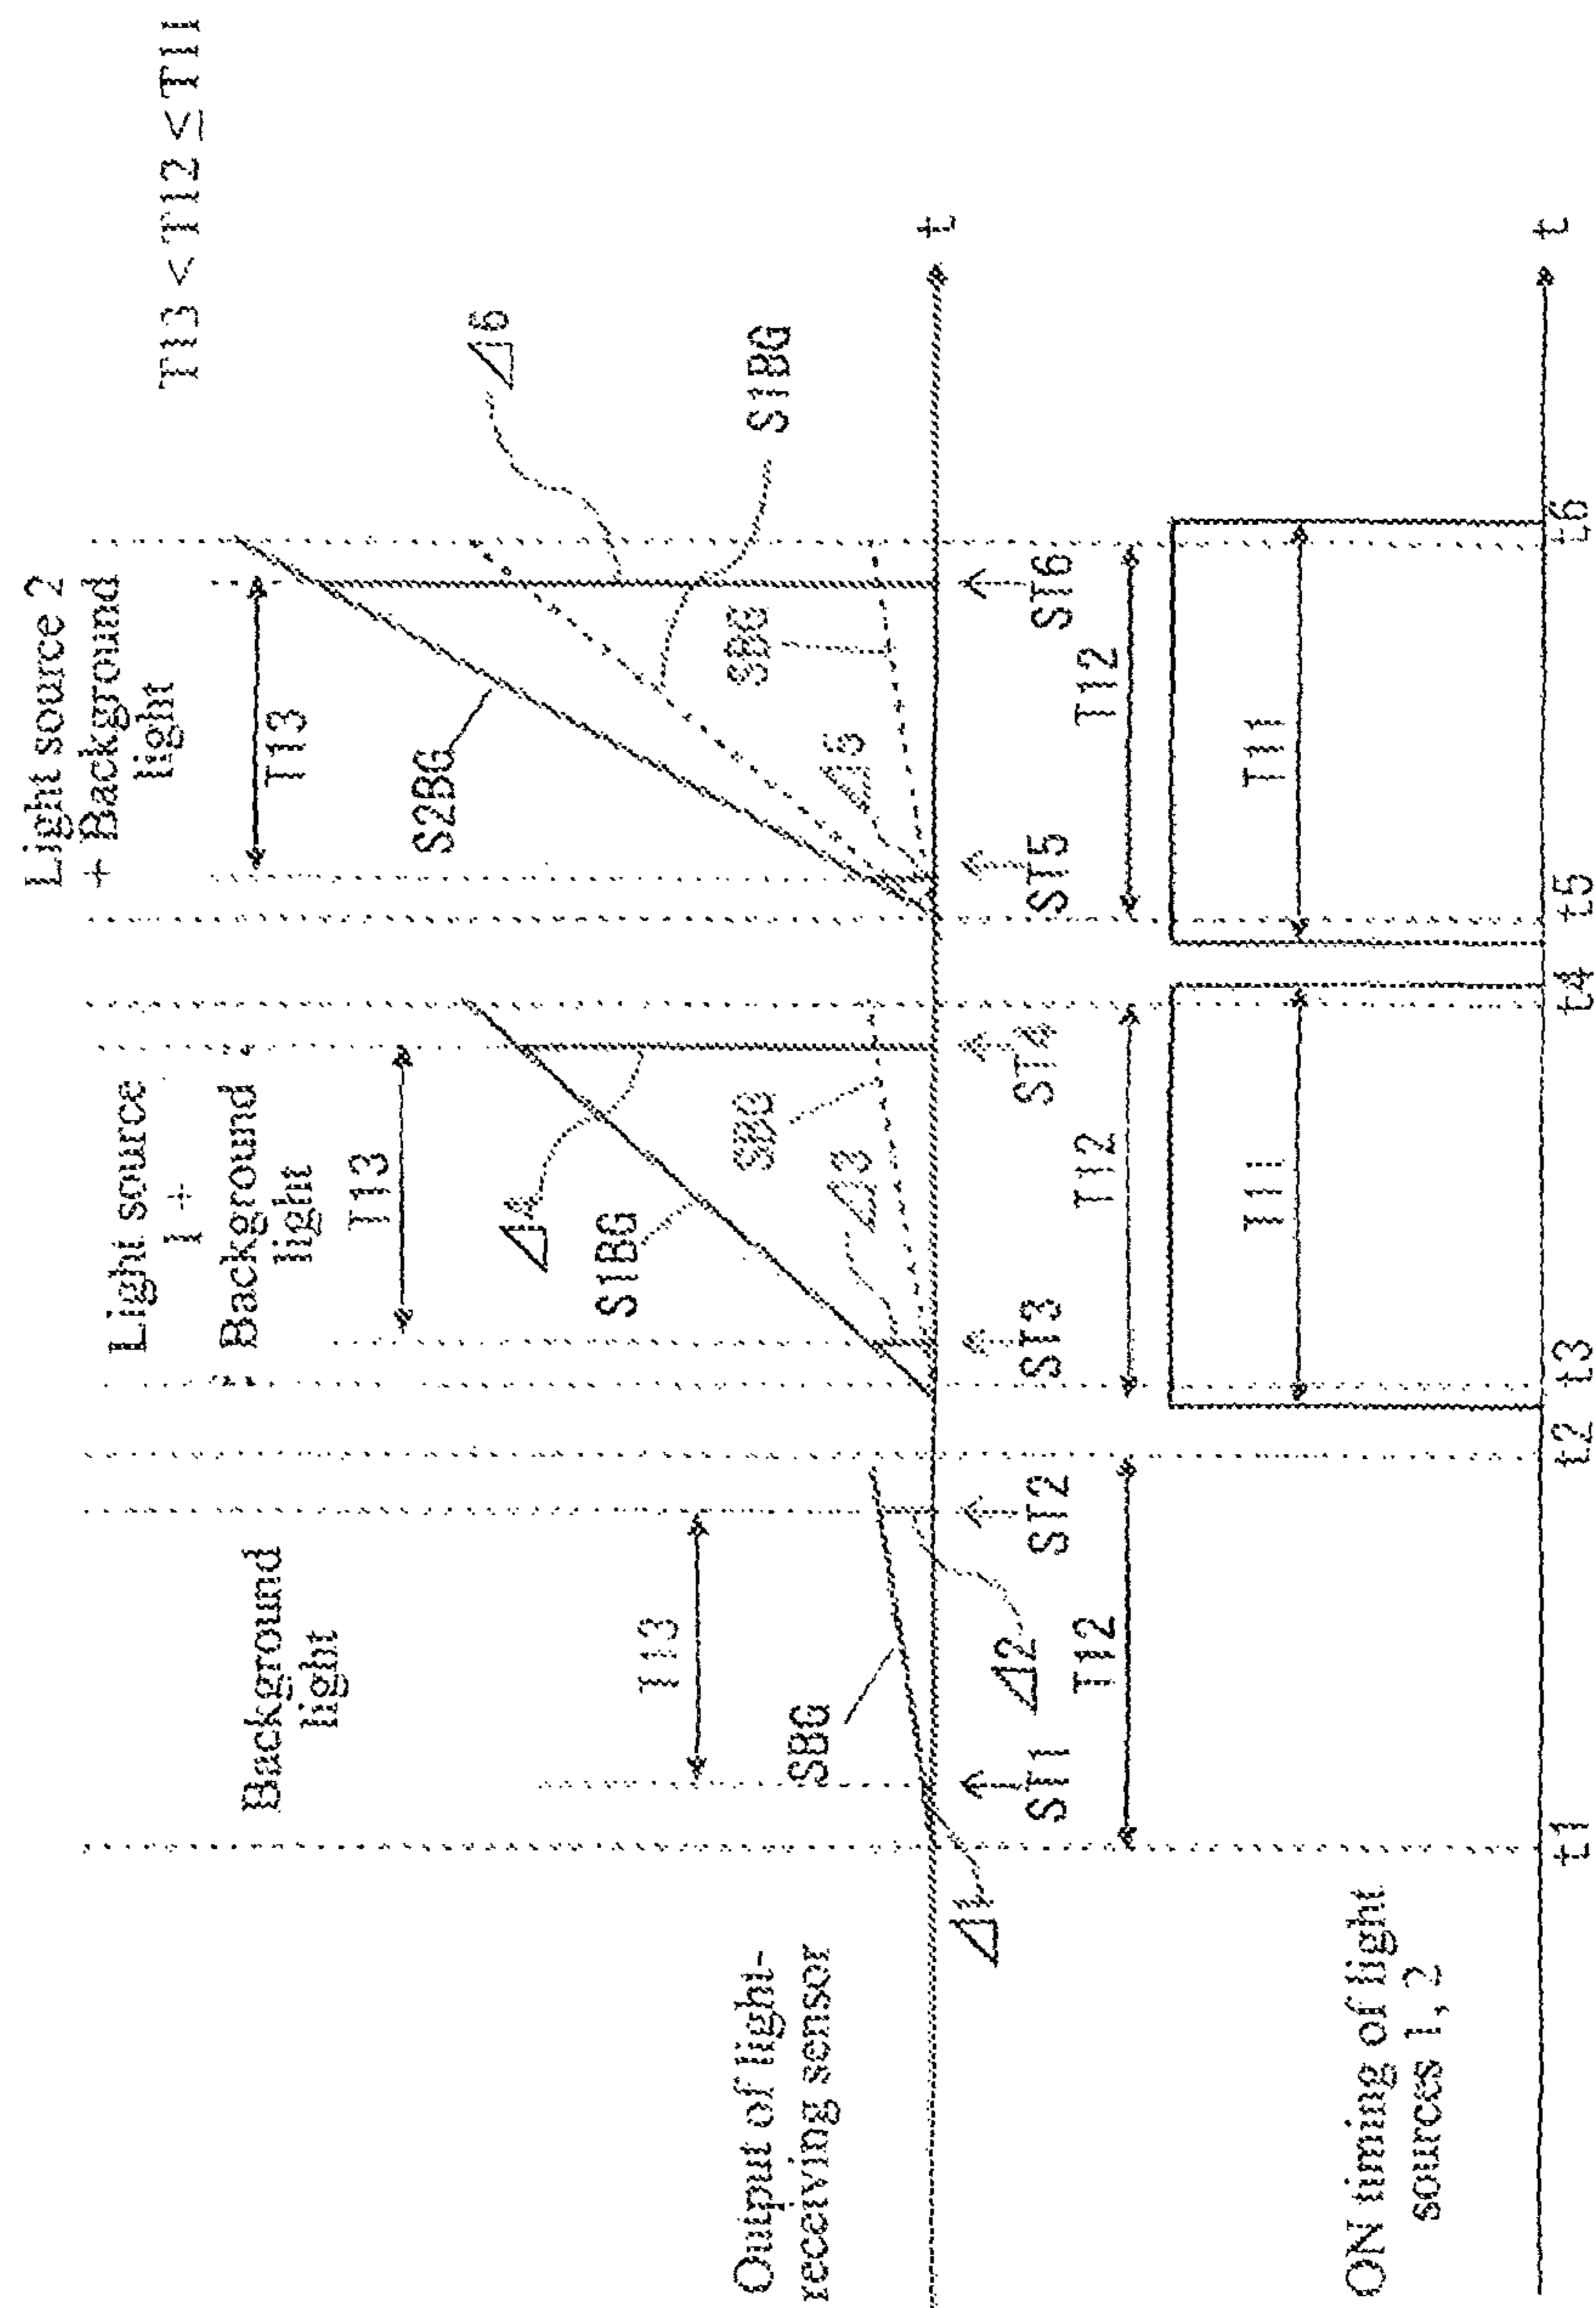 T13 < T12 ≤ T11
Background
light
Light source
1 +
Background
light
Light source 2
+ Background
light
T13
T13
T13
Output of light-
receiving sensor
SBG
Δ1
Δ2
S1BG
Δ4
SBG
Δ3
S2BG
Δ6
S1BG
SBG
Δ5
t
ST1
ST2
ST3
ST4
ST5
ST6
T12
T12
T12
ON timing of light
sources 1, 2
T11
T11
t
t1
t2
t3
t4
t5
t6